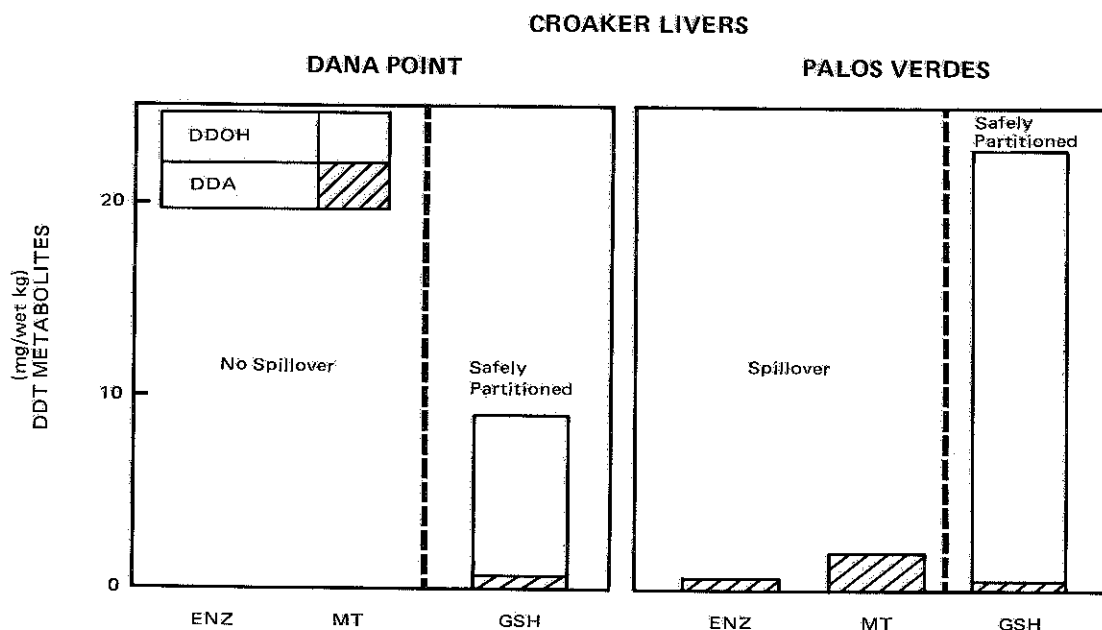 CROAKER LIVERS
DANA POINT
PALOS VERDES
DDT METABOLITES
(mg/wet kg)
20
10
0
DDOH
DDA
No Spillover
Safely
Partitioned
ENZ
MT
GSH
Spillover
Safely
Partitioned
ENZ
MT
GSH